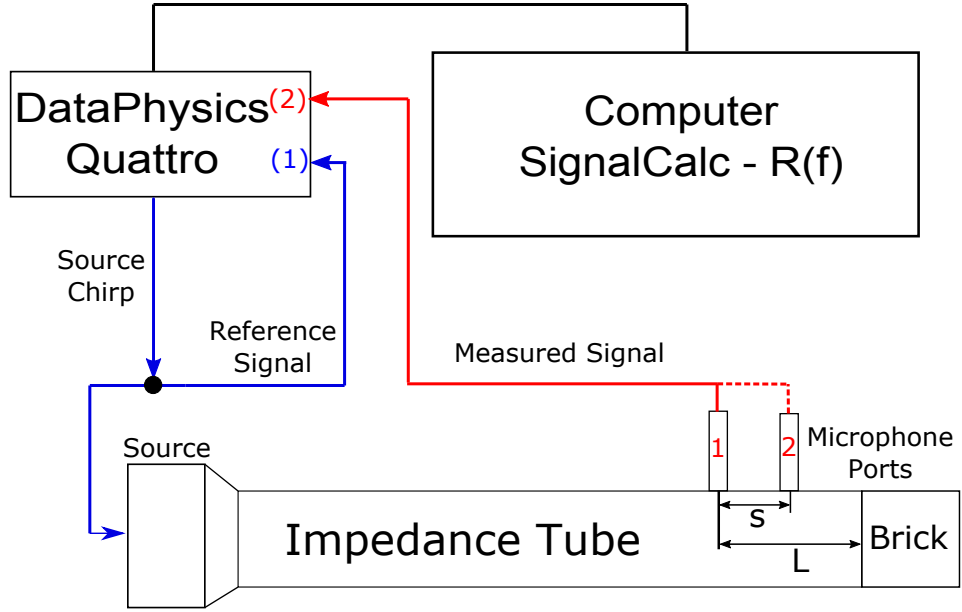 DataPhysics
(2)
Quattro
(1)
Computer
SignalCalc - R(f)
Source
Chirp
Reference
Signal
Measured Signal
Source
1
2
Microphone
Ports
s
L
Impedance Tube
Brick